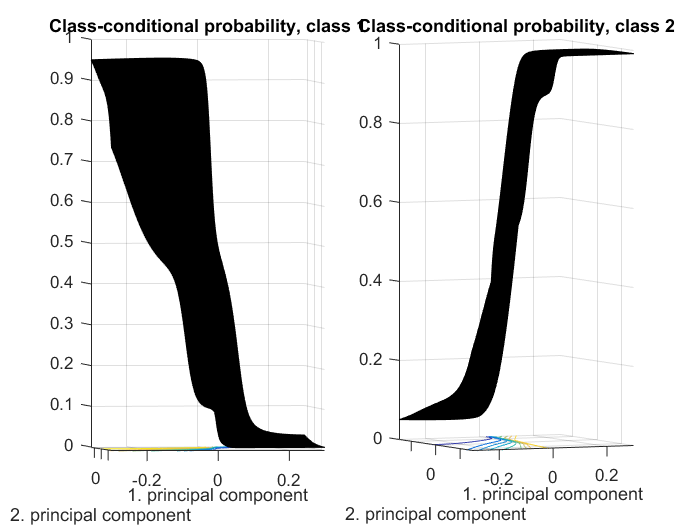 Class-conditional probability, class 1
1
0.9
0.8
0.7
0.6
0.5
0.4
0.3
0.2
0.1
0
0 -0.2 0 0.2
1. principal component
2. principal component
Class-conditional probability, class 2
1
0.8
0.6
0.4
0.2
0
0 -0.2 0 0.2
1. principal component
2. principal component